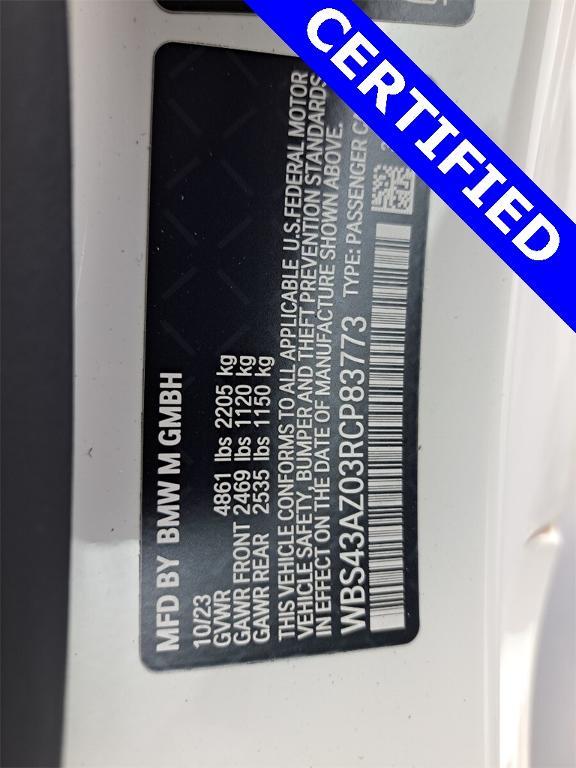 CERTIFIED
MFD BY BMW M GMBH
10/23
GVWR 4861 lbs 2205 kg
GAWR FRONT 2469 lbs 1120 kg
GAWR REAR 2535 lbs 1150 kg
THIS VEHICLE CONFORMS TO ALL APPLICABLE U.S.FEDERAL MOTOR
VEHICLE SAFETY, BUMPER AND THEFT PREVENTION STANDARDS
IN EFFECT ON THE DATE OF MANUFACTURE SHOWN ABOVE.
WBS43AZ03RCP83773 TYPE: PASSENGER